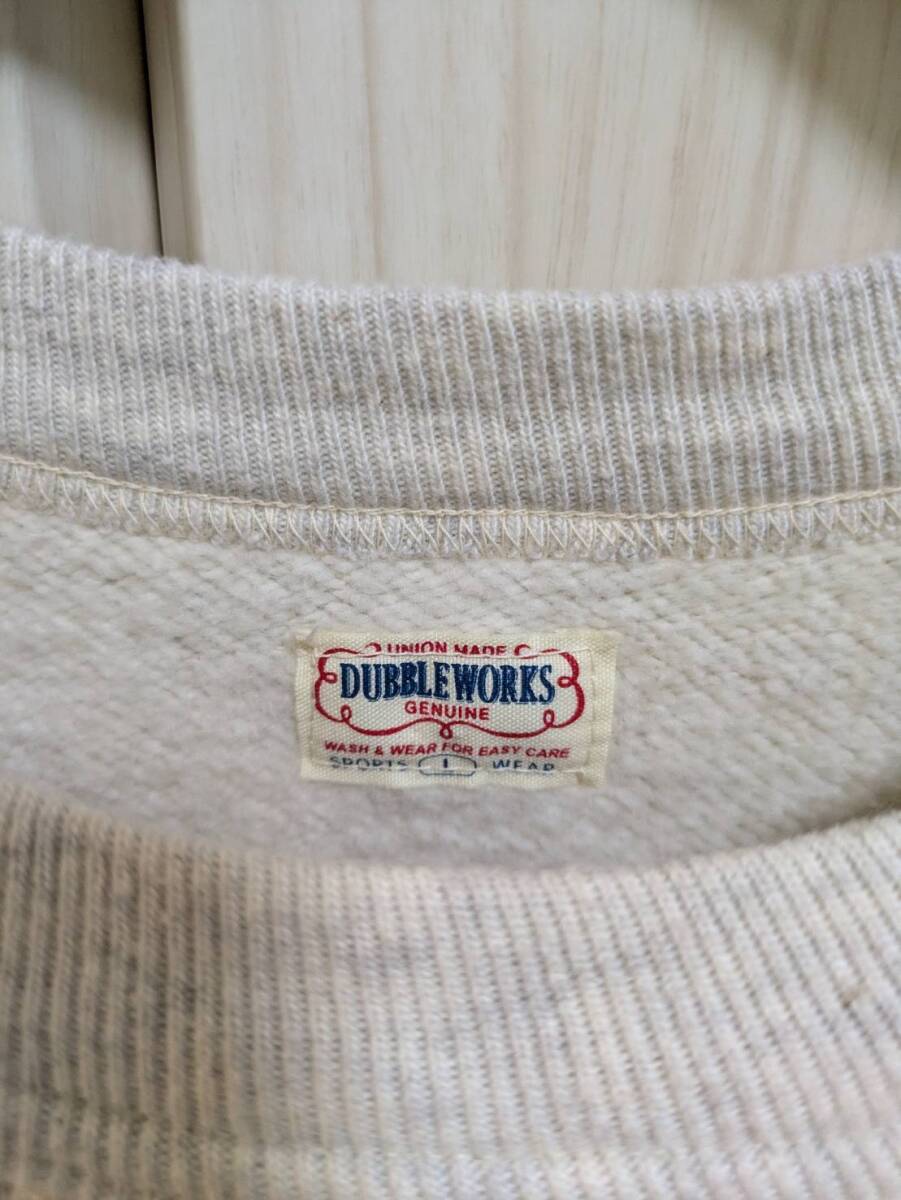 UNION MADE
DUBBLEWORKS
GENUINE
WASH & WEAR FOR EASY CARE
SPORTS L WEAR